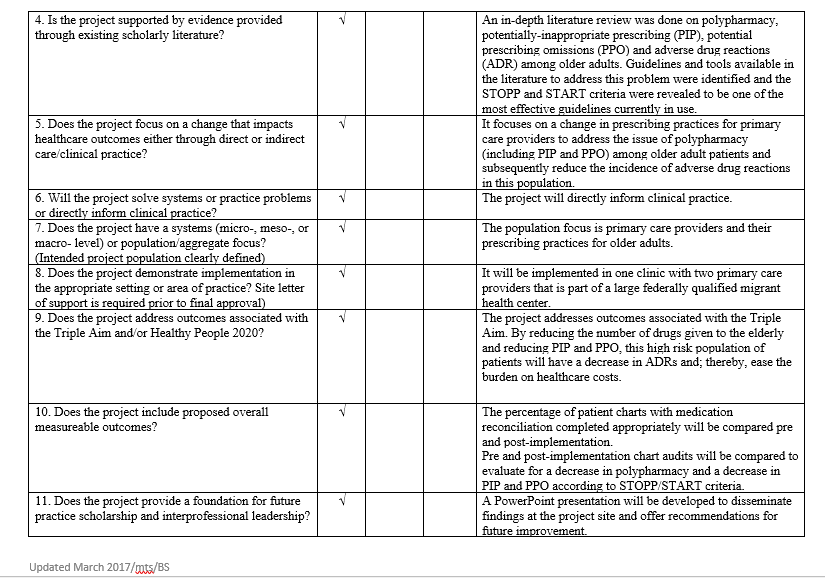 4. Is the project supported by evidence provided
through existing scholarly literature?
√
An in-depth literature review was done on polypharmacy,
potentially-inappropriate prescribing (PIP), potential
prescribing omissions (PPO) and adverse drug reactions
(ADR) among older adults. Guidelines and tools available in
the literature to address this problem were identified and the
STOPP and START criteria were revealed to be one of the
most effective guidelines currently in use.
5. Does the project focus on a change that impacts
healthcare outcomes either through direct or indirect
care/clinical practice?
√
It focuses on a change in prescribing practices for primary
care providers to address the issue of polypharmacy
(including PIP and PPO) among older adult patients and
subsequently reduce the incidence of adverse drug reactions
in this population.
6. Will the project solve systems or practice problems
or directly inform clinical practice?
√
The project will directly inform clinical practice.
7. Does the project have a systems (micro-, meso-, or
macro- level) or population/aggregate focus?
(Intended project population clearly defined)
√
The population focus is primary care providers and their
prescribing practices for older adults.
8. Does the project demonstrate implementation in
the appropriate setting or area of practice? Site letter
of support is required prior to final approval)
√
It will be implemented in one clinic with two primary care
providers that is part of a large federally qualified migrant
health center.
9. Does the project address outcomes associated with
the Triple Aim and/or Healthy People 2020?
√
The project addresses outcomes associated with the Triple
Aim. By reducing the number of drugs given to the elderly
and reducing PIP and PPO, this high risk population of
patients will have a decrease in ADRs and; thereby, ease the
burden on healthcare costs.
10. Does the project include proposed overall
measureable outcomes?
√
The percentage of patient charts with medication
reconciliation completed appropriately will be compared pre
and post-implementation.
Pre and post-implementation chart audits will be compared to
evaluate for a decrease in polypharmacy and a decrease in
PIP and PPO according to STOPP/START criteria.
11. Does the project provide a foundation for future
practice scholarship and interprofessional leadership?
√
A PowerPoint presentation will be developed to disseminate
findings at the project site and offer recommendations for
future improvement.
Updated March 2017/mts/BS